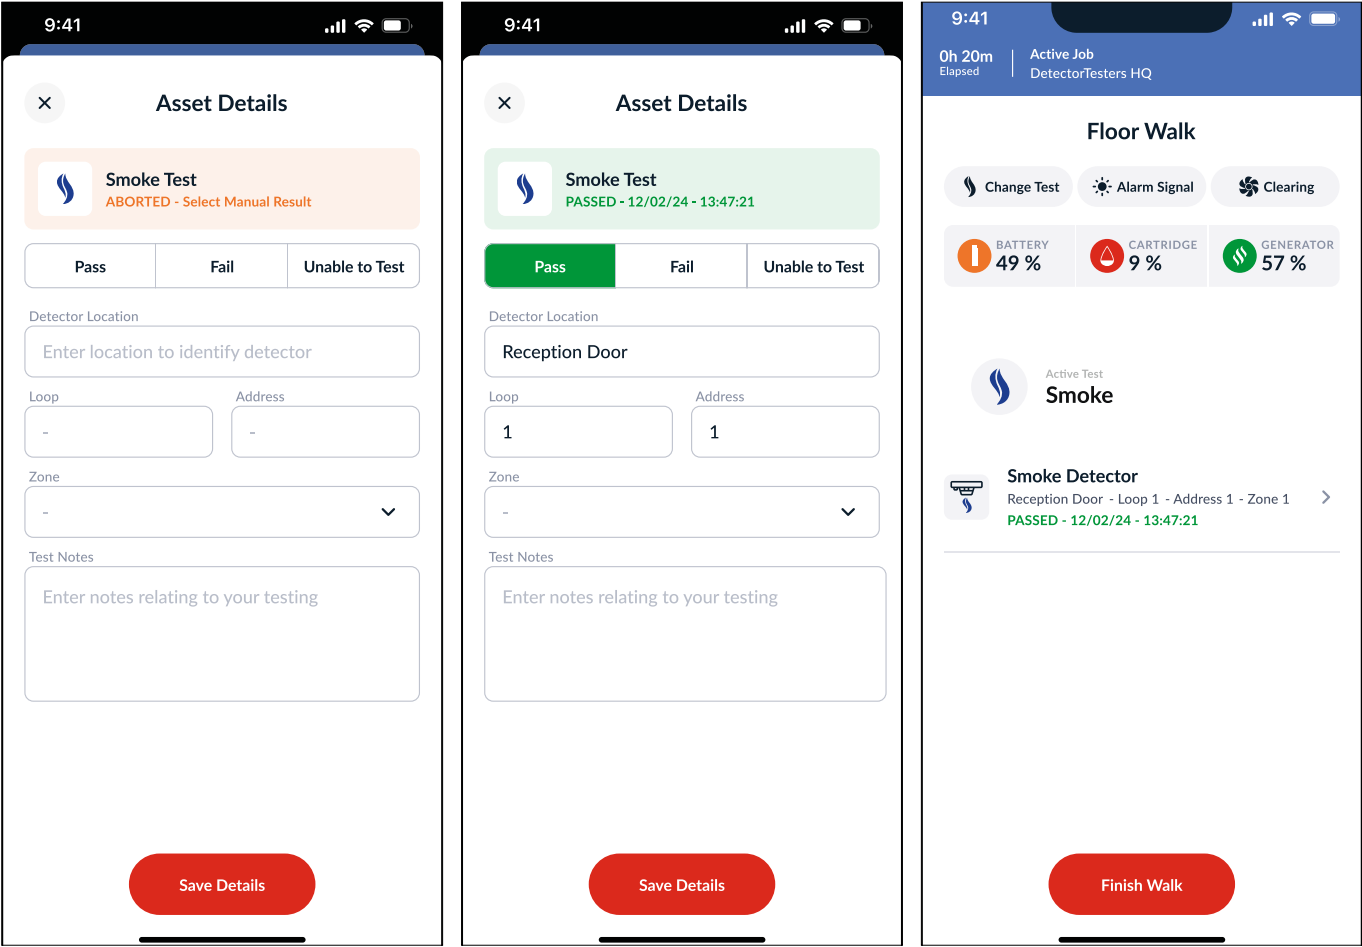 9:41
Asset Details
Smoke Test
ABORTED - Select Manual Result
Pass Fail Unable to Test
Detector Location
Enter location to identify detector
Loop Address
- -
Zone
-
Test Notes
Enter notes relating to your testing
Save Details
9:41
Asset Details
Smoke Test
PASSED - 12/02/24 - 13:47:21
Pass Fail Unable to Test
Detector Location
Reception Door
Loop Address
1 1
Zone
-
Test Notes
Enter notes relating to your testing
Save Details
9:41
0h 20m
Elapsed
Active Job
DetectorTesters HQ
Floor Walk
Change Test Alarm Signal Clearing
BATTERY CARTRIDGE GENERATOR
49 % 9 % 57 %
Active Test
Smoke
Smoke Detector
Reception Door - Loop 1 - Address 1 - Zone 1
PASSED - 12/02/24 - 13:47:21
Finish Walk